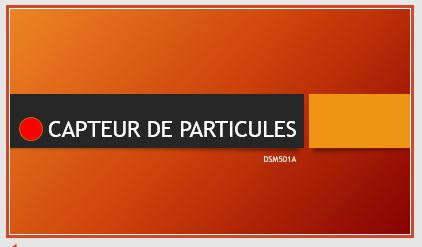 CAPTEUR DE PARTICULES
DSM501A